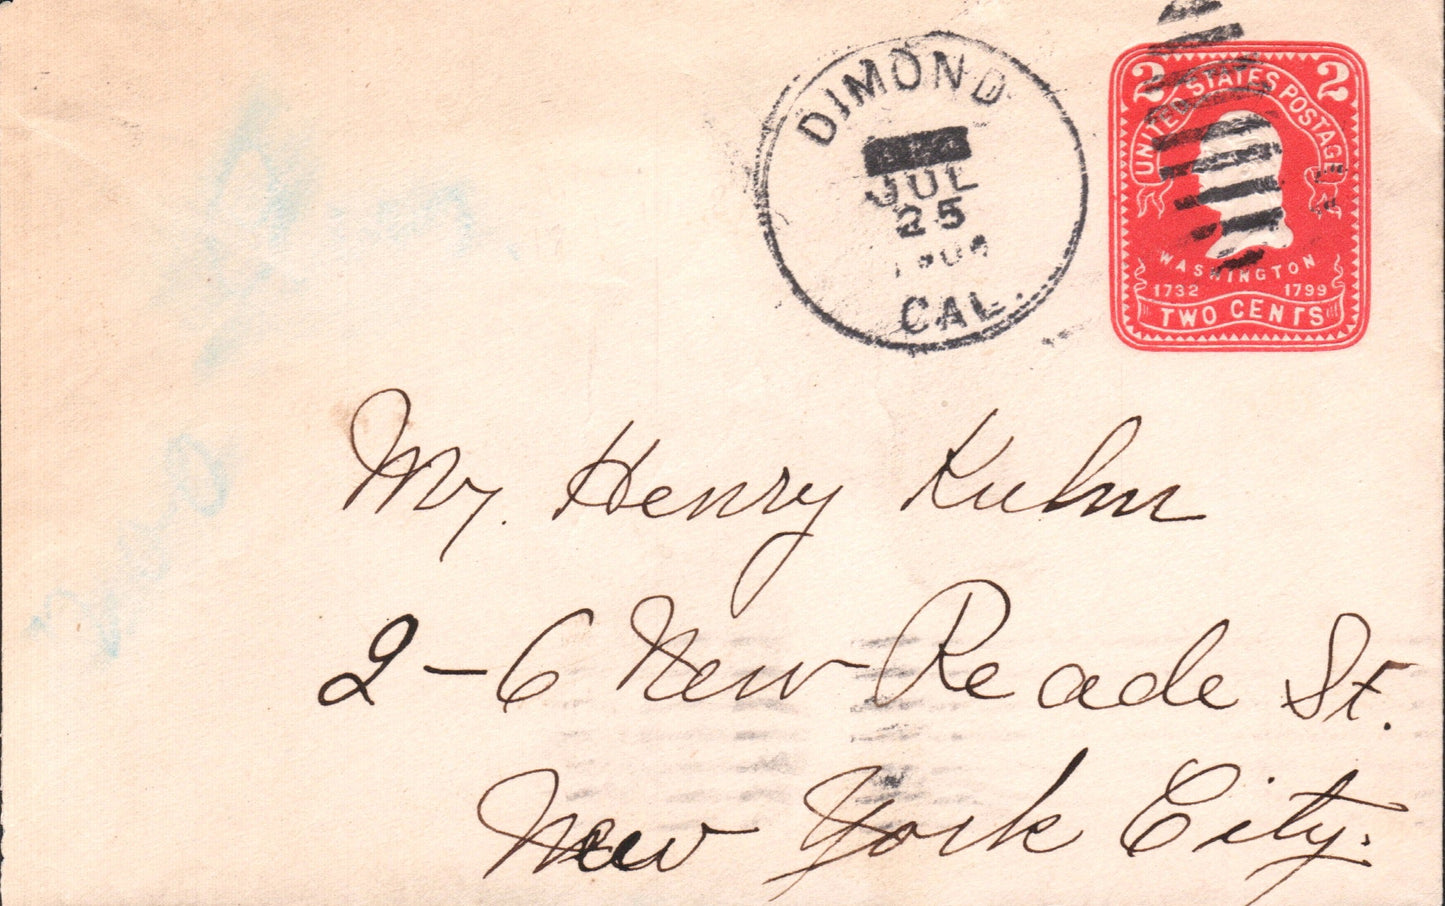 DIMOND
JUL
25
CAL.
2 2
UNITED STATES POSTAGE
WASHINGTON
1732 1799
TWO CENTS
Mr. Henry Kuhn
2-6 New Reade St.
New York City.